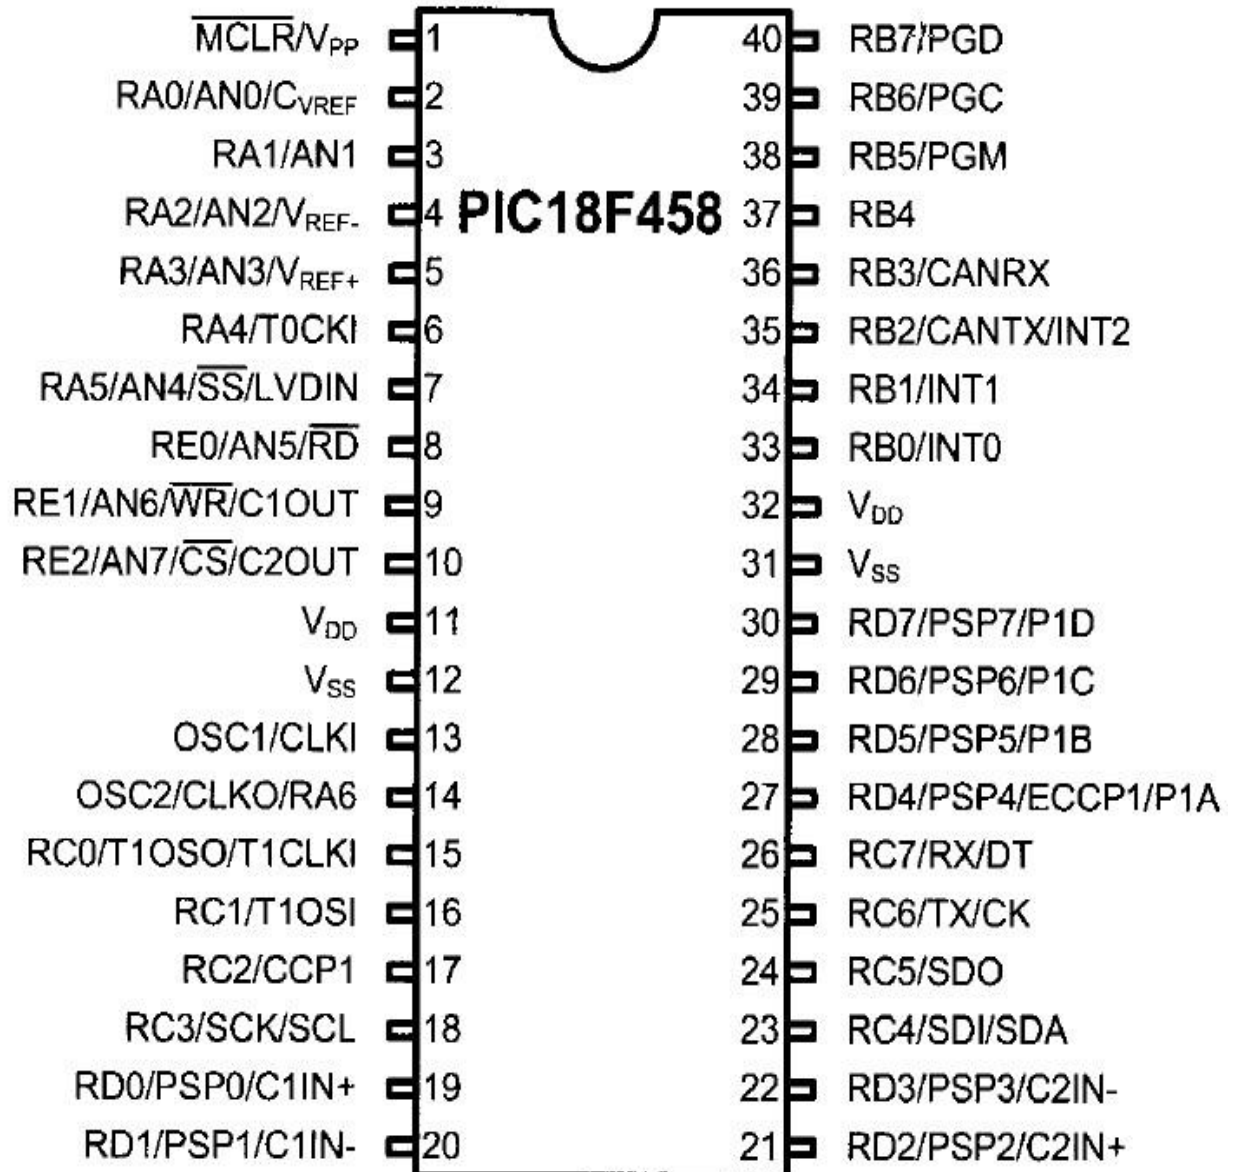 MCLR/VPP 1 40 RB7/PGD
RA0/AN0/CVREF 2 39 RB6/PGC
RA1/AN1 3 38 RB5/PGM
RA2/AN2/VREF- 4 PIC18F458 37 RB4
RA3/AN3/VREF+ 5 36 RB3/CANRX
RA4/T0CKI 6 35 RB2/CANTX/INT2
RA5/AN4/SS/LVDIN 7 34 RB1/INT1
RE0/AN5/RD 8 33 RB0/INT0
RE1/AN6/WR/C1OUT 9 32 VDD
RE2/AN7/CS/C2OUT 10 31 VSS
VDD 11 30 RD7/PSP7/P1D
VSS 12 29 RD6/PSP6/P1C
OSC1/CLKI 13 28 RD5/PSP5/P1B
OSC2/CLKO/RA6 14 27 RD4/PSP4/ECCP1/P1A
RC0/T1OSO/T1CLKI 15 26 RC7/RX/DT
RC1/T1OSI 16 25 RC6/TX/CK
RC2/CCP1 17 24 RC5/SDO
RC3/SCK/SCL 18 23 RC4/SDI/SDA
RD0/PSP0/C1IN+ 19 22 RD3/PSP3/C2IN-
RD1/PSP1/C1IN- 20 21 RD2/PSP2/C2IN+